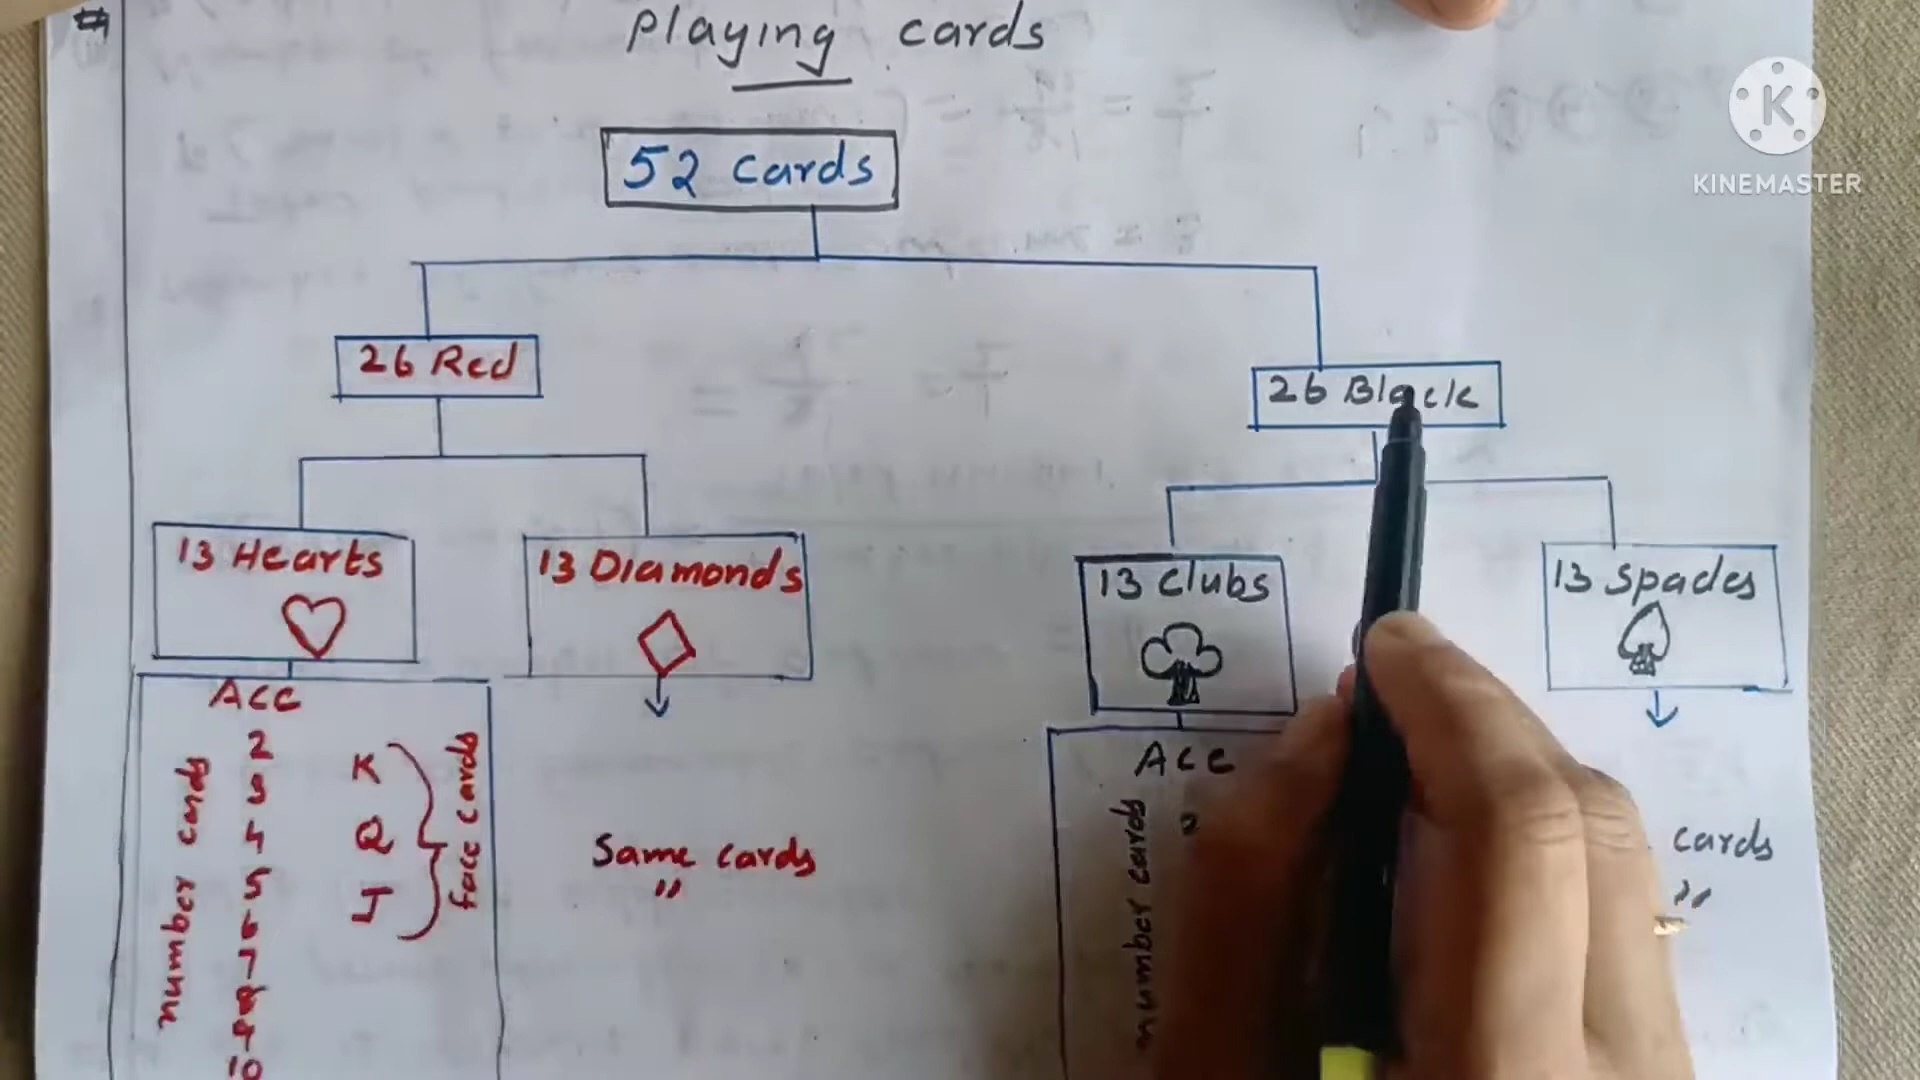 Playing cards
52 Cards
26 Red
26 Black
13 Hearts
13 Diamonds
13 Clubs
13 Spades
Ace
2
3
4
5
6
7
8
9
10
number cards
K
Q
J
face cards
Same cards
"
Ace
number cards
cards
"
KINEMASTER